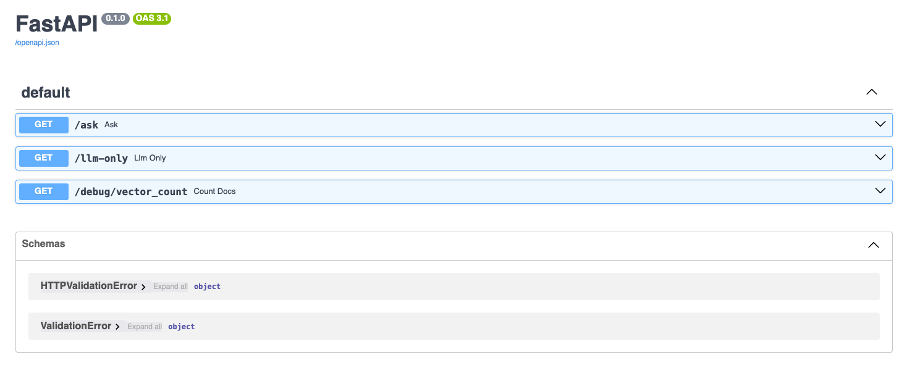 FastAPI 0.1.0 OAS 3.1
/openapi.json
default
GET /ask Ask
GET /llm-only Llm Only
GET /debug/vector_count Count Docs
Schemas
HTTPValidationError Expand all object
ValidationError Expand all object